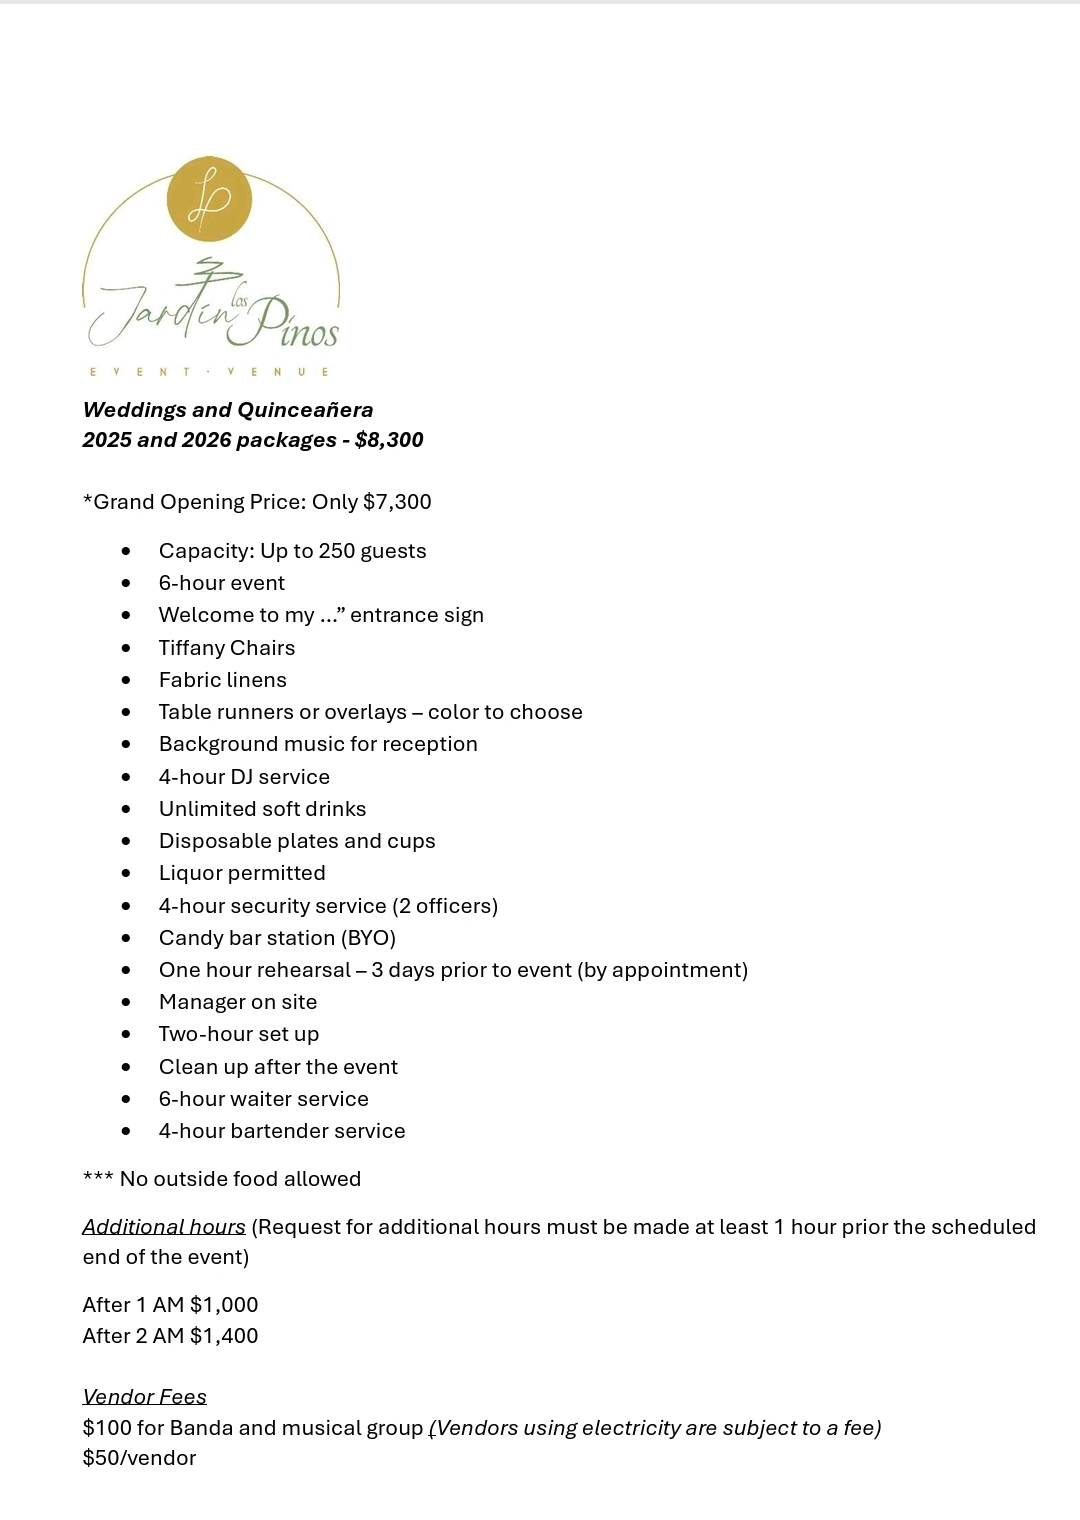 LP
Jardín los Pinos
EVENT · VENUE
Weddings and Quinceañera
2025 and 2026 packages - $8,300
*Grand Opening Price: Only $7,300
• Capacity: Up to 250 guests
• 6-hour event
• Welcome to my ...” entrance sign
• Tiffany Chairs
• Fabric linens
• Table runners or overlays – color to choose
• Background music for reception
• 4-hour DJ service
• Unlimited soft drinks
• Disposable plates and cups
• Liquor permitted
• 4-hour security service (2 officers)
• Candy bar station (BYO)
• One hour rehearsal – 3 days prior to event (by appointment)
• Manager on site
• Two-hour set up
• Clean up after the event
• 6-hour waiter service
• 4-hour bartender service
*** No outside food allowed
Additional hours (Request for additional hours must be made at least 1 hour prior the scheduled
end of the event)
After 1 AM $1,000
After 2 AM $1,400
Vendor Fees
$100 for Banda and musical group (Vendors using electricity are subject to a fee)
$50/vendor